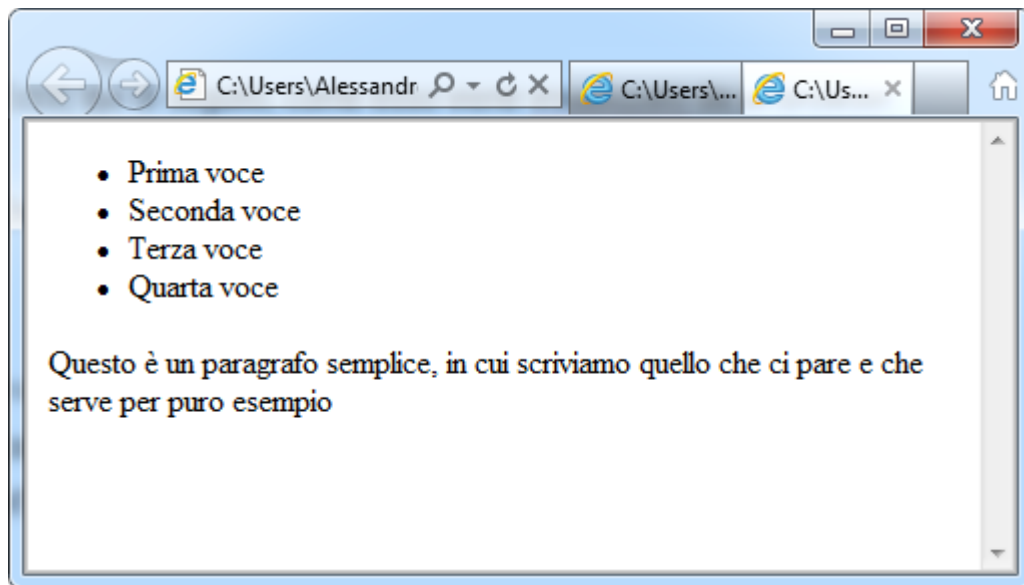 C:\Users\Alessandr
C:\Users\...
C:\Us...
Prima voce
Seconda voce
Terza voce
Quarta voce
Questo è un paragrafo semplice, in cui scriviamo quello che ci pare e che
serve per puro esempio